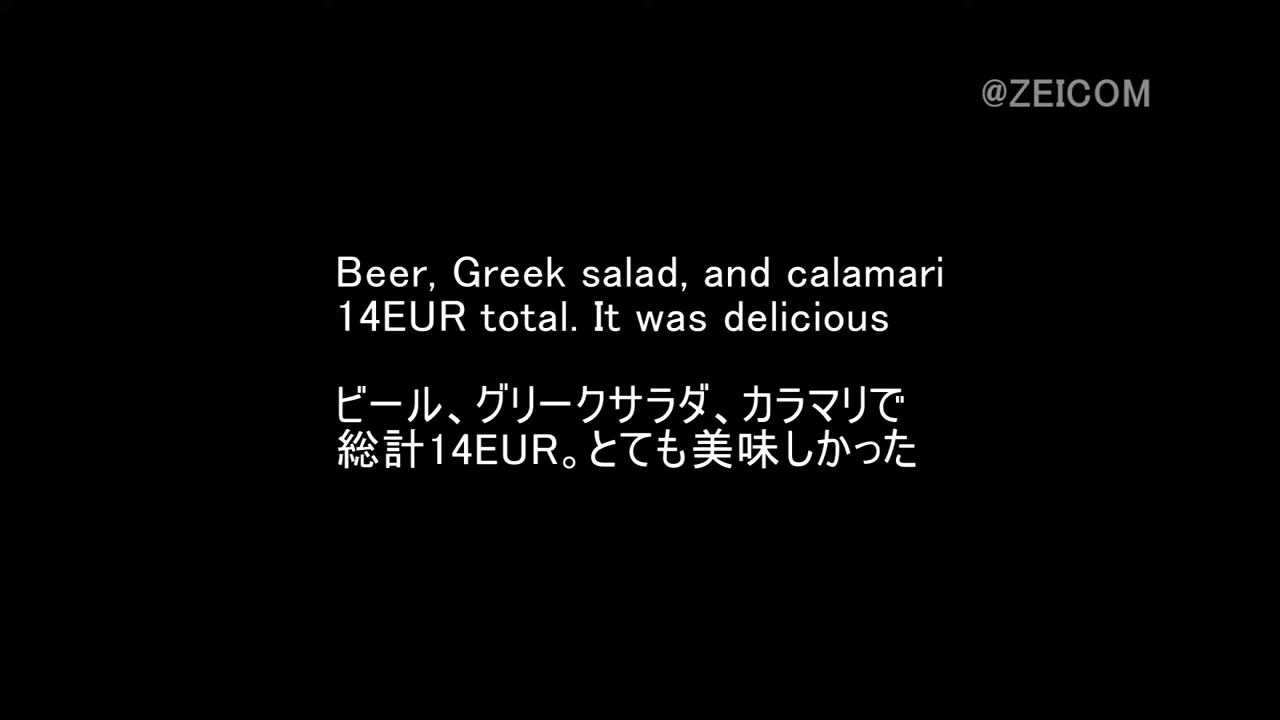 @ZEICOM
Beer, Greek salad, and calamari
14EUR total. It was delicious
ビール、グリークサラダ、カラマリで
総計14EUR。とても美味しかった